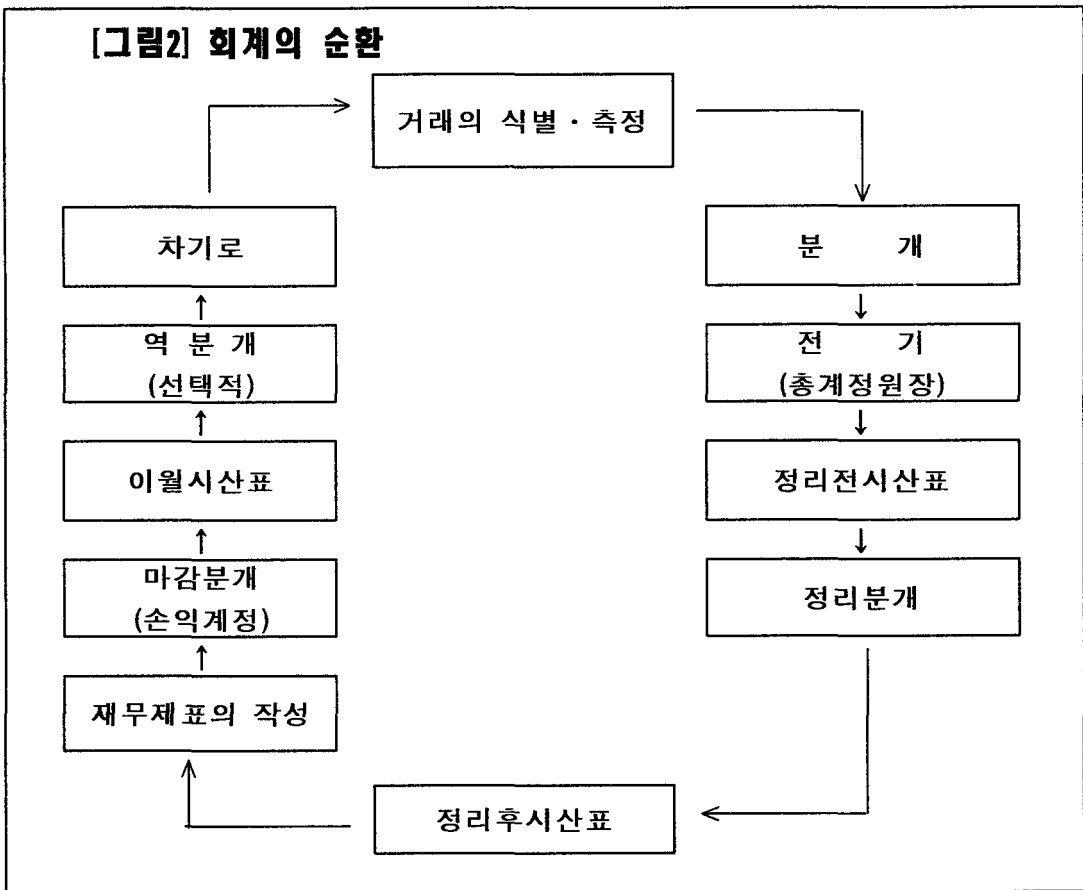 [그림2] 회계의 순환
거래의 식별·측정
분 개
전 기
(총계정원장)
정리전시산표
정리분개
정리후시산표
재무제표의 작성
마감분개
(손익계정)
이월시산표
역 분 개
(선택적)
차기로